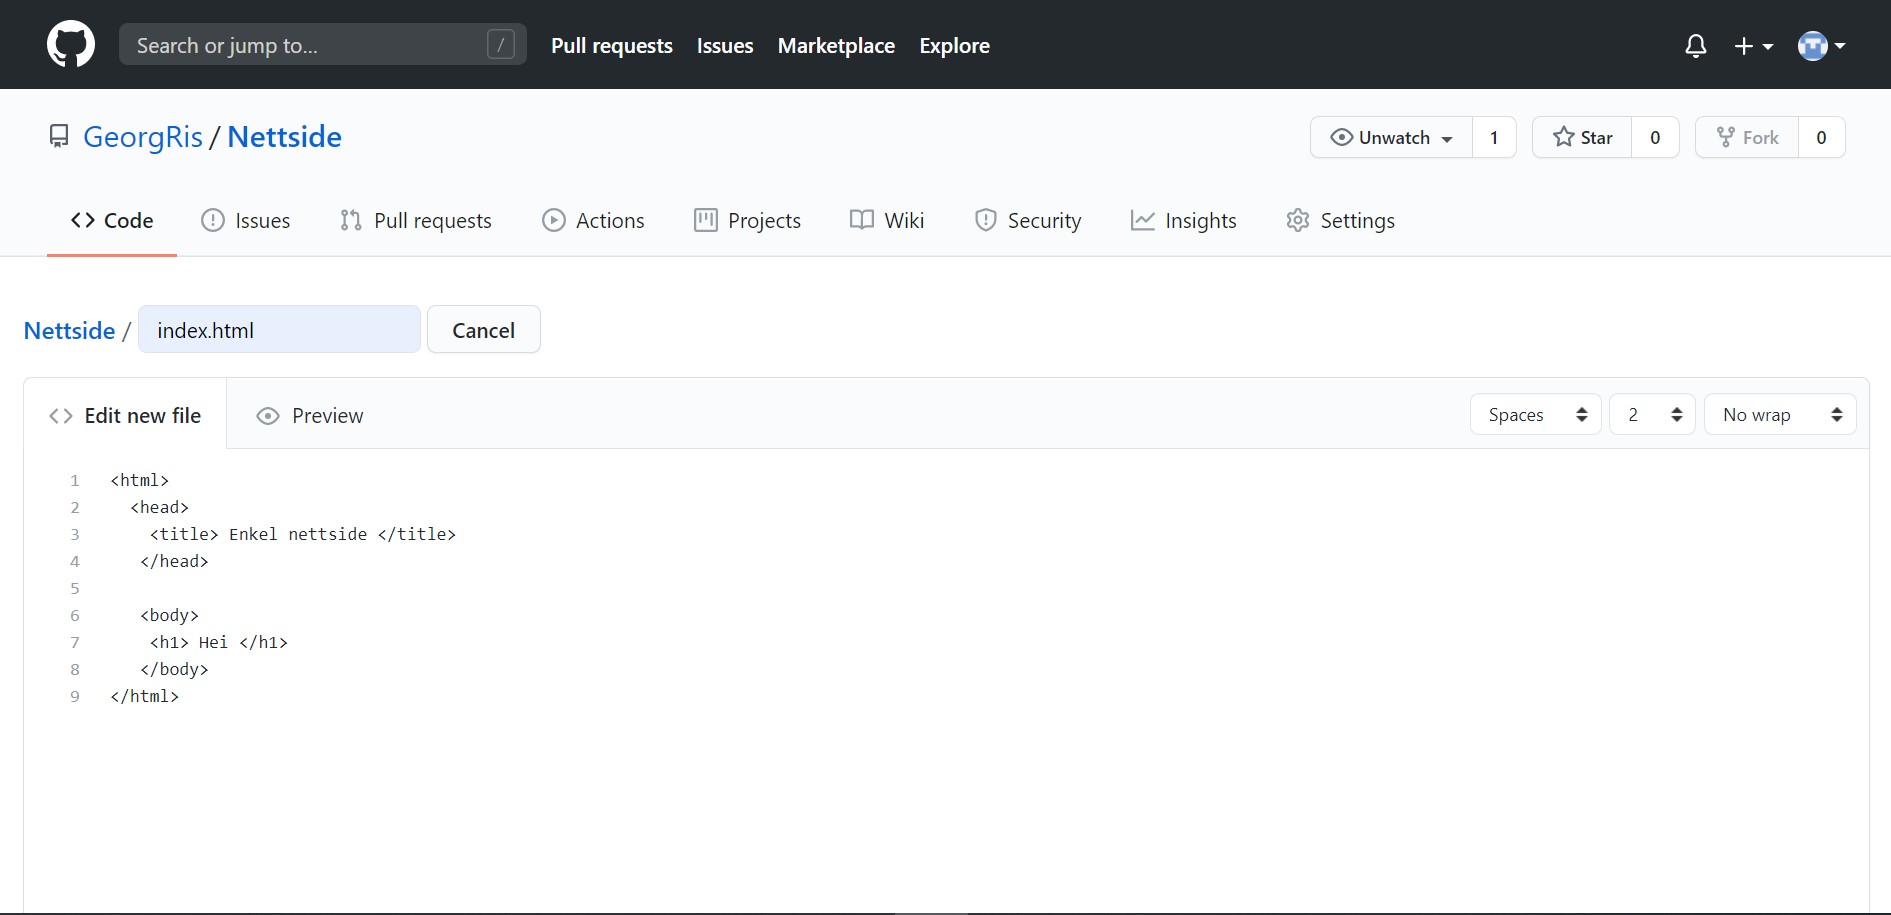 Search or jump to... / Pull requests Issues Marketplace Explore
GeorgRis / Nettside Unwatch 1 Star 0 Fork 0
Code Issues Pull requests Actions Projects Wiki Security Insights Settings
Nettside / index.html Cancel
Edit new file Preview Spaces 2 No wrap
1 <html>
2 <head>
3 <title> Enkel nettside </title>
4 </head>
5
6 <body>
7 <h1> Hei </h1>
8 </body>
9 </html>